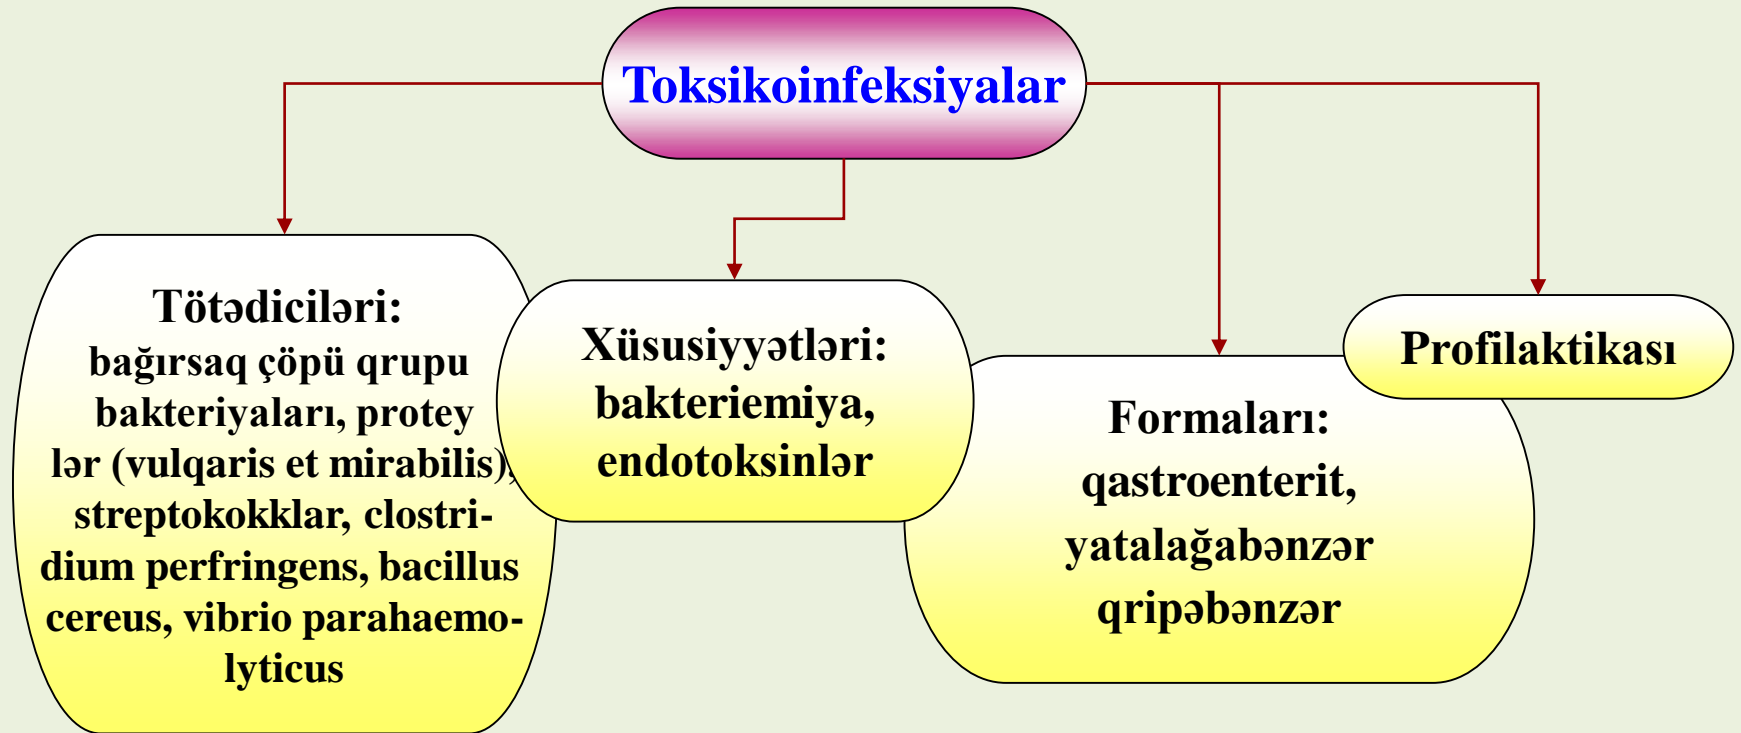 Toksikoinfeksiyalar
Tötədiciləri:
bağırsaq çöpü qrupu
bakteriyaları, protey
lər (vulqaris et mirabilis),
streptokokklar, clostri-
dium perfringens, bacillus
cereus, vibrio parahaemo-
lyticus
Xüsusiyyətləri:
bakteriemiya,
endotoksinlər
Formaları:
qastroenterit,
yatalağabənzər
qripəbənzər
Profilaktikası